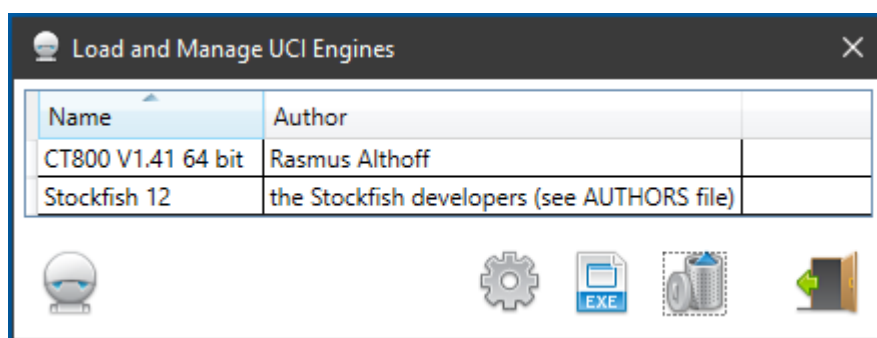 Load and Manage UCI Engines
Name Author
CT800 V1.41 64 bit Rasmus Althoff
Stockfish 12 the Stockfish developers (see AUTHORS file)
EXE